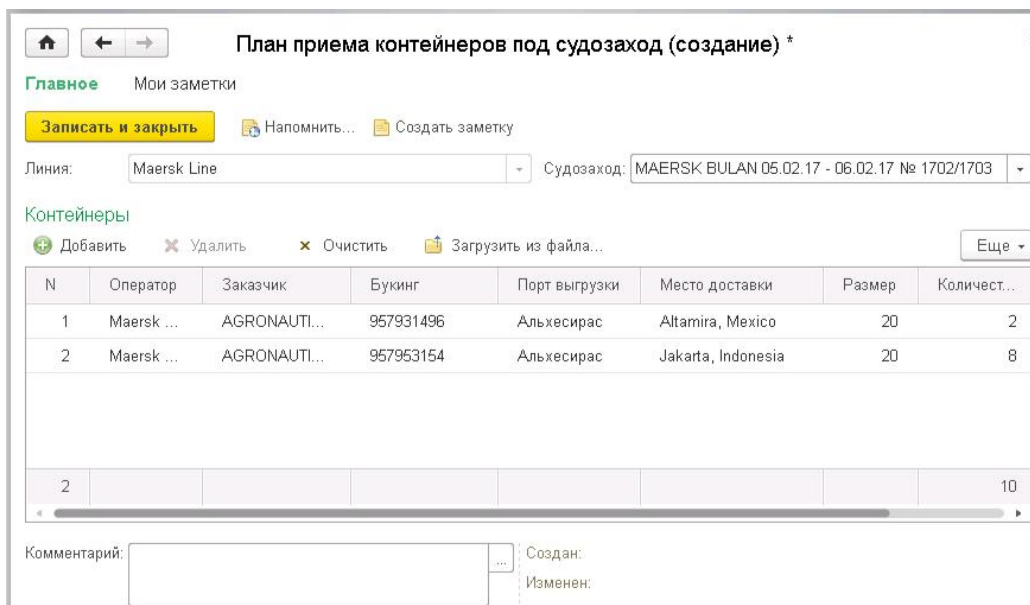 План приема контейнеров под судозаход (создание) *
Главное Мои заметки
Записать и закрыть Напомнить... Создать заметку
Линия: Maersk Line Судозаход: MAERSK BULAN 05.02.17 - 06.02.17 № 1702/1703
Контейнеры
Добавить Удалить Очистить Загрузить из файла... Еще
N Оператор Заказчик Букинг Порт выгрузки Место доставки Размер Количест...
1 Maersk ... AGRONAUTI... 957931496 Альхесирас Altamira, Mexico 20 2
2 Maersk ... AGRONAUTI... 957953154 Альхесирас Jakarta, Indonesia 20 8
2 10
Комментарий: ... Создан:
Изменен: